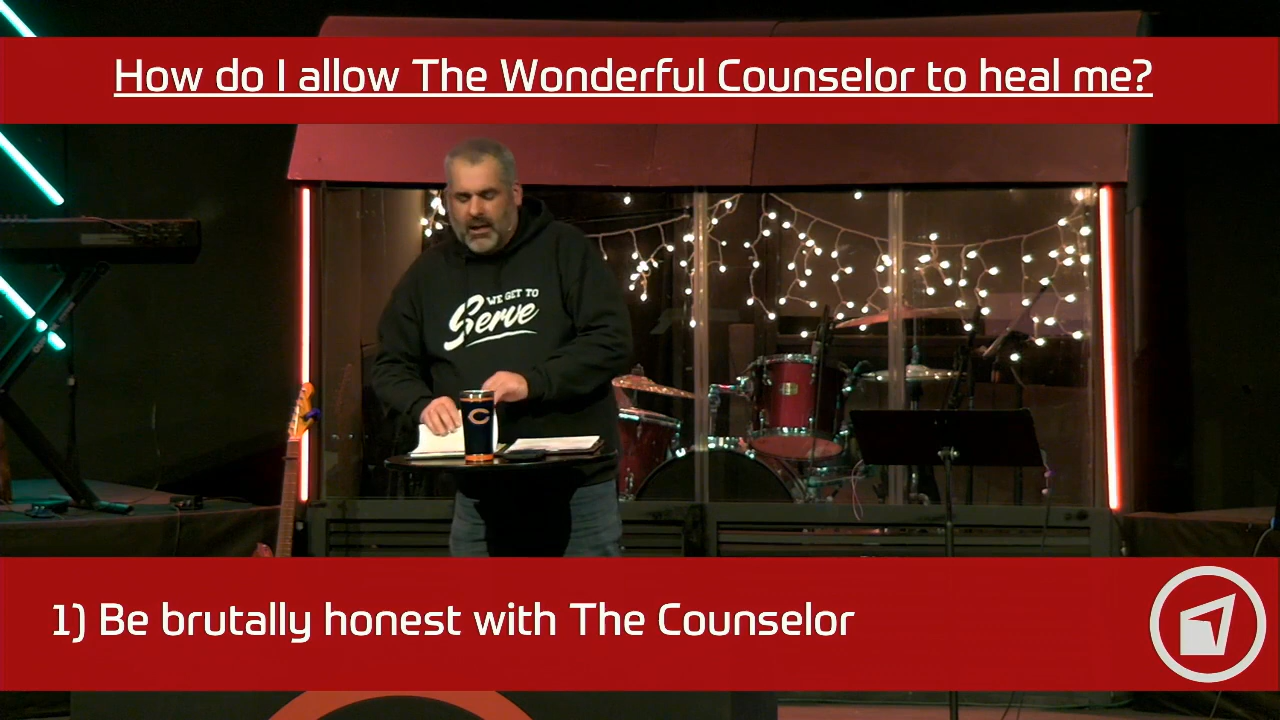 How do I allow The Wonderful Counselor to heal me?
WE GET TO
Serve
C
1) Be brutally honest with The Counselor